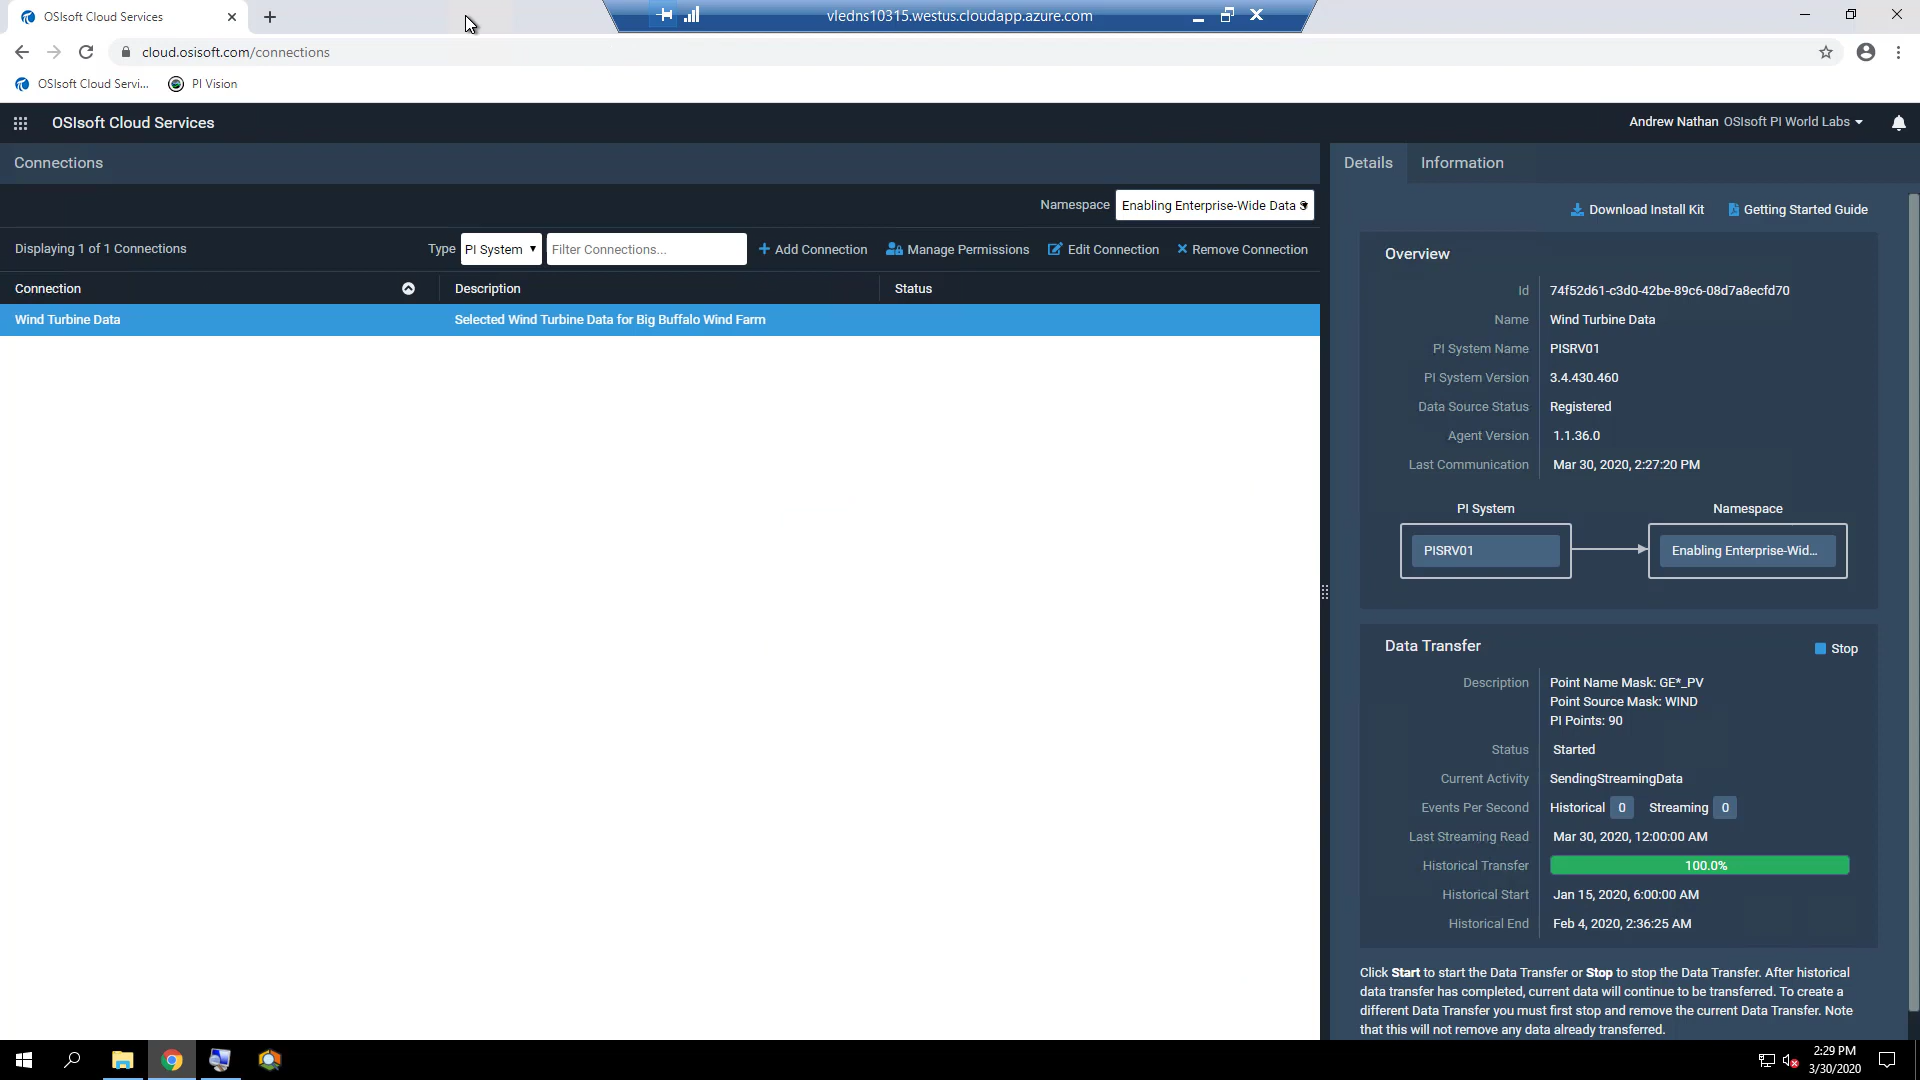 OSIsoft Cloud Services
vledns10315.westus.cloudapp.azure.com
cloud.osisoft.com/connections
OSIsoft Cloud Servi...
PI Vision
OSIsoft Cloud Services
Andrew Nathan OSIsoft PI World Labs
Connections
Details
Information
Namespace
Enabling Enterprise-Wide Data
Download Install Kit
Getting Started Guide
Displaying 1 of 1 Connections
Type
PI System
Filter Connections...
Add Connection
Manage Permissions
Edit Connection
Remove Connection
Connection
Description
Status
Wind Turbine Data
Selected Wind Turbine Data for Big Buffalo Wind Farm
Overview
Id 74f52d61-c3d0-42be-89c6-08d7a8ecfd70
Name Wind Turbine Data
PI System Name PISRV01
PI System Version 3.4.430.460
Data Source Status Registered
Agent Version 1.1.36.0
Last Communication Mar 30, 2020, 2:27:20 PM
PI System
Namespace
PISRV01
Enabling Enterprise-Wid...
Data Transfer
Stop
Description Point Name Mask: GE*_PV
Point Source Mask: WIND
PI Points: 90
Status Started
Current Activity SendingStreamingData
Events Per Second Historical 0 Streaming 0
Last Streaming Read Mar 30, 2020, 12:00:00 AM
Historical Transfer 100.0%
Historical Start Jan 15, 2020, 6:00:00 AM
Historical End Feb 4, 2020, 2:36:25 AM
Click Start to start the Data Transfer or Stop to stop the Data Transfer. After historical
data transfer has completed, current data will continue to be transferred. To create a
different Data Transfer you must first stop and remove the current Data Transfer. Note
that this will not remove any data already transferred.
2:29 PM
3/30/2020